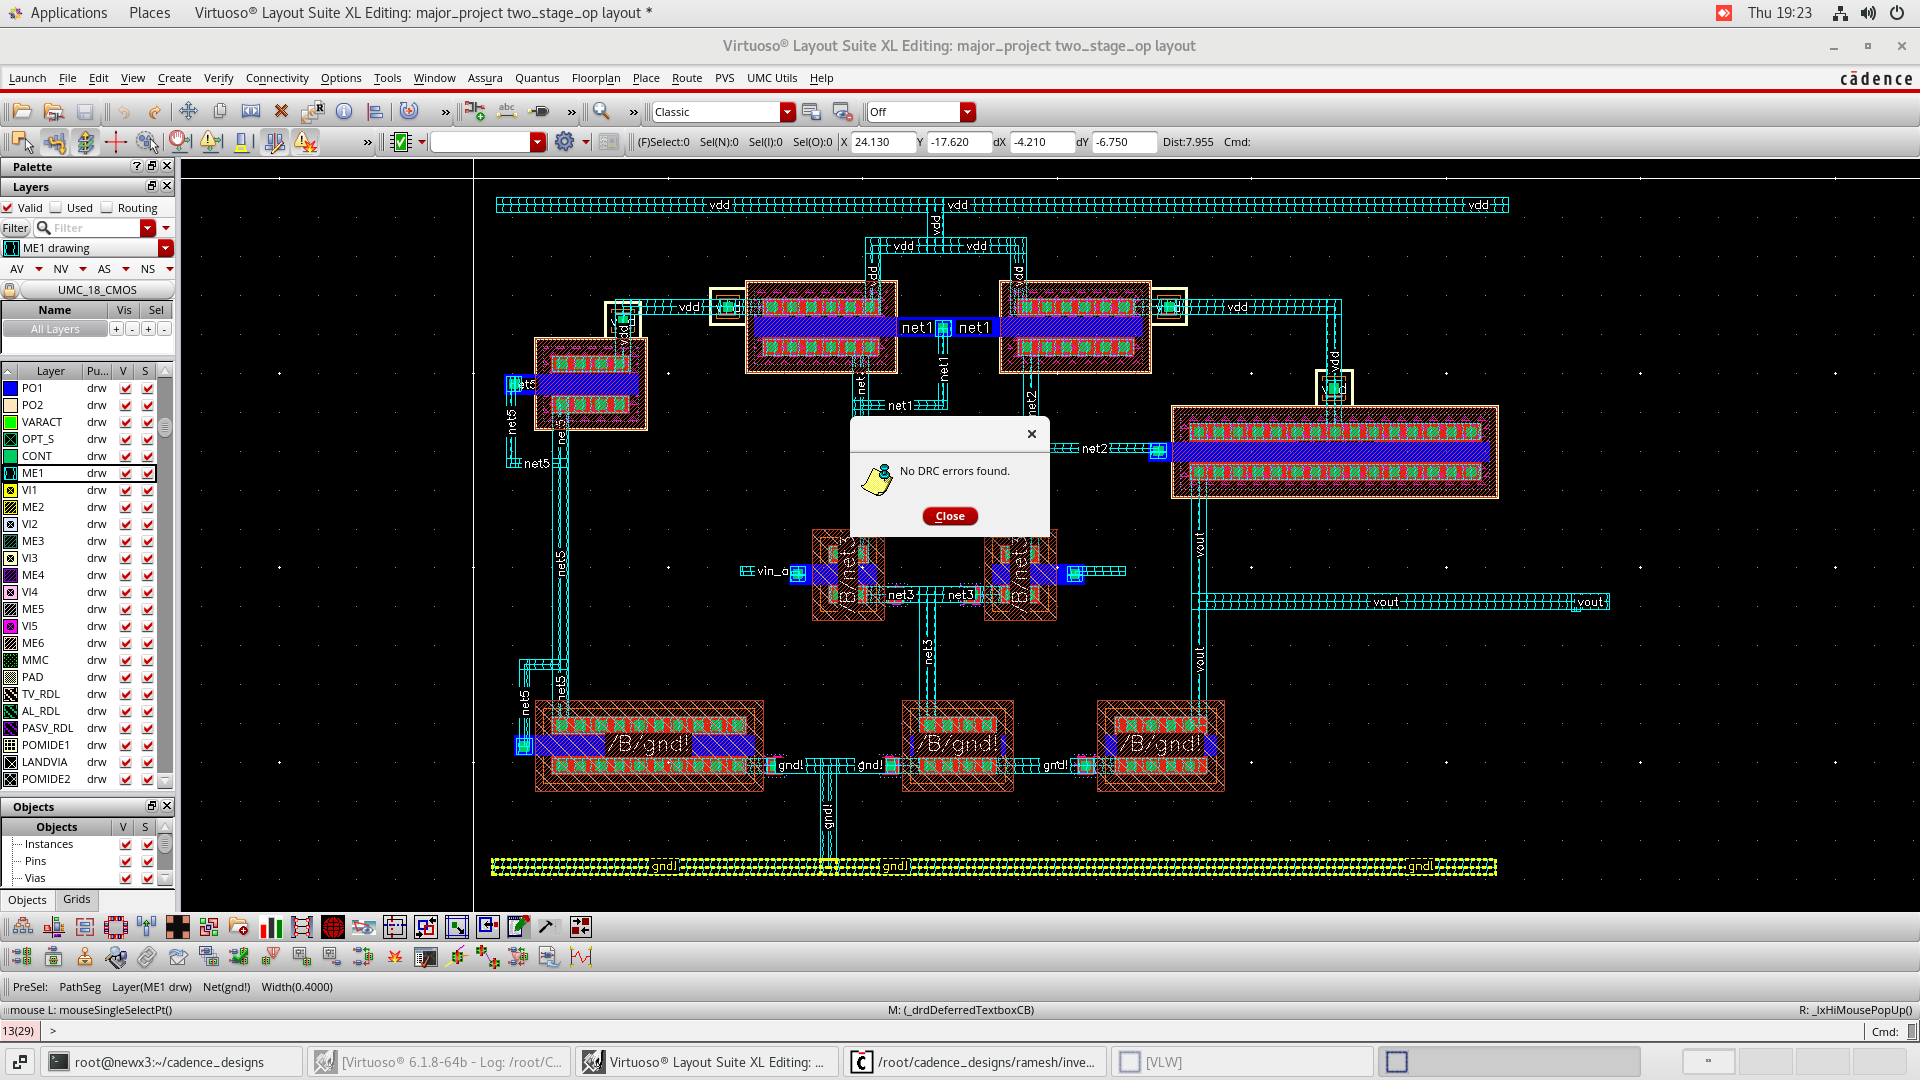 Applications Places Virtuoso® Layout Suite XL Editing: major_project two_stage_op layout * Thu 19:23
Virtuoso® Layout Suite XL Editing: major_project two_stage_op layout
Launch File Edit View Create Verify Connectivity Options Tools Window Assura Quantus Floorplan Place Route PVS UMC Utils Help cādence
» » » Classic Off
» (F)Select:0 Sel(N):0 Sel(I):0 Sel(O):0 X 24.130 Y -17.620 dX -4.210 dY -6.750 Dist:7.955 Cmd:
Palette
Layers
Valid Used Routing
Filter Filter
ME1 drawing
AV NV AS NS
UMC_18_CMOS
Name Vis Sel
All Layers + - + -
Layer Pu... V S
PO1 drw
PO2 drw
VARACT drw
OPT_S drw
CONT drw
ME1 drw
VI1 drw
ME2 drw
VI2 drw
ME3 drw
VI3 drw
ME4 drw
VI4 drw
ME5 drw
VI5 drw
ME6 drw
MMC drw
PAD drw
TV_RDL drw
AL_RDL drw
PASV_RDL drw
POMIDE1 drw
LANDVIA drw
POMIDE2 drw
Objects
Objects V S
Instances
Pins
Vias
Objects Grids
vdd vdd vdd
vdd
vdd vdd
vdd vdd
vdd vdd
vdd vdd
net1 net1
net1
net1
net2
net5
net5
net5
net5
net2
No DRC errors found.
Close
/B/net3 /B/net3
vin_a
net3 net3
net3
net5
net5
net5
vout
vout vout
vout
/B/gnd! /B/gnd! /B/gnd!
gnd! gnd! gnd!
gnd!
gnd! gnd! gnd!
PreSel: PathSeg Layer(ME1 drw) Net(gnd!) Width(0.4000)
mouse L: mouseSingleSelectPt() M: (_drdDeferredTextboxCB) R: _lxHiMousePopUp()
13(29) > Cmd:
root@newx3:~/cadence_designs [Virtuoso® 6.1.8-64b - Log: /root/C... Virtuoso® Layout Suite XL Editing: ... /root/cadence_designs/ramesh/inve... [VLW]